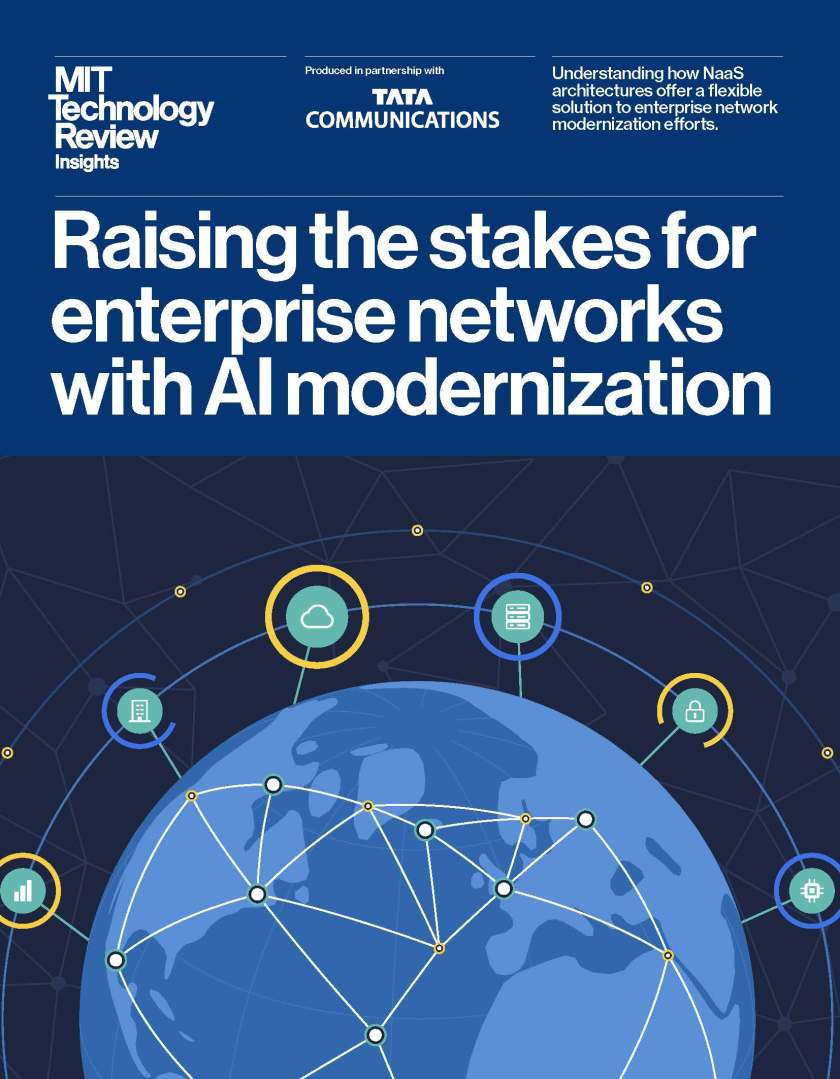 MIT
Technology
Review
Insights
Produced in partnership with
TATA
COMMUNICATIONS
Understanding how NaaS
architectures offer a flexible
solution to enterprise network
modernization efforts.
Raising the stakes for
enterprise networks
with AI modernization